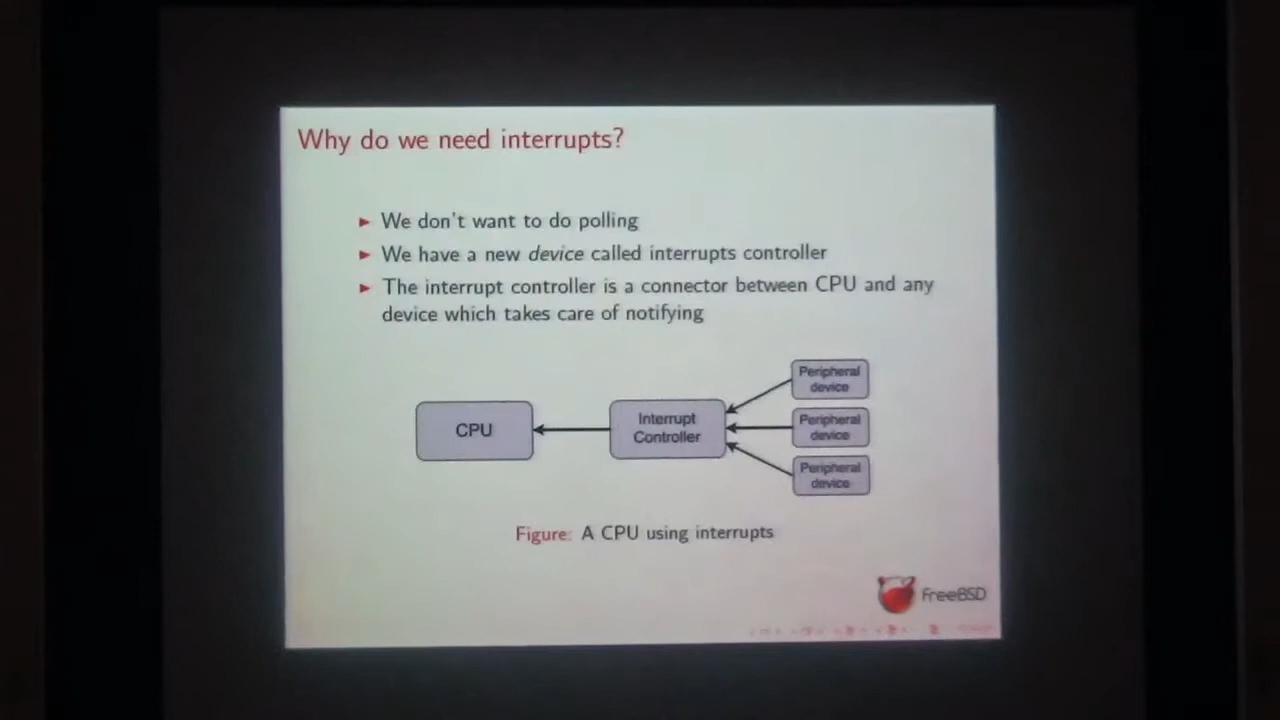 Why do we need interrupts?
We don't want to do polling
We have a new device called interrupts controller
The interrupt controller is a connector between CPU and any
device which takes care of notifying
Peripheral
device
CPU
Interrupt
Controller
Peripheral
device
Peripheral
device
Figure: A CPU using interrupts
FreeBSD